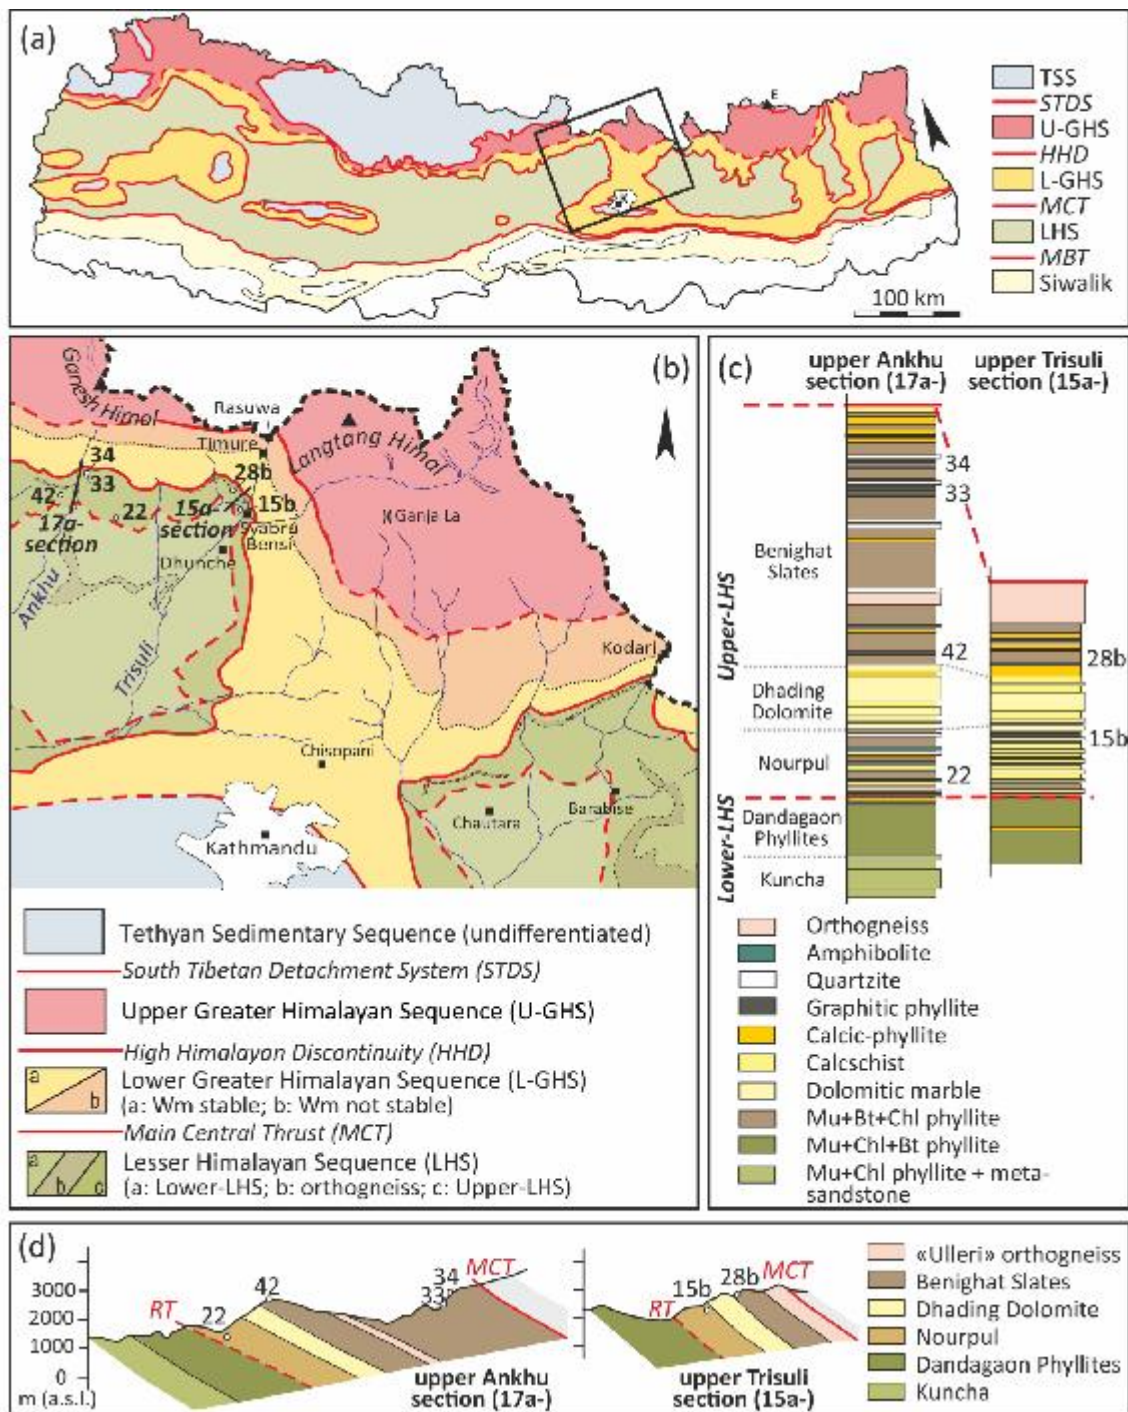 (a)
E
TSS
STDS
U-GHS
HHD
L-GHS
MCT
LHS
MBT
Siwalik
100 km
(b)
Ganesh Himal
Rasuwa
Timure
Langtang Himal
34
33
42
22
28b
15b
17a-
section
15a-
section
Syabru
Bensi
Dhunche
Ganja La
Ankhu
Trisuli
Kodari
Chisopani
Chautara
Barabise
Kathmandu
Tethyan Sedimentary Sequence (undifferentiated)
South Tibetan Detachment System (STDS)
Upper Greater Himalayan Sequence (U-GHS)
High Himalayan Discontinuity (HHD)
a
b
Lower Greater Himalayan Sequence (L-GHS)
(a: Wm stable; b: Wm not stable)
Main Central Thrust (MCT)
a
b
c
Lesser Himalayan Sequence (LHS)
(a: Lower-LHS; b: orthogneiss; c: Upper-LHS)
(c)
upper Ankhu
section (17a-)
upper Trisuli
section (15a-)
34
33
42
22
28b
15b
Upper-LHS
Lower-LHS
Benighat
Slates
Dhading
Dolomite
Nourpul
Dandagaon
Phyllites
Kuncha
Orthogneiss
Amphibolite
Quartzite
Graphitic phyllite
Calcic-phyllite
Calcschist
Dolomitic marble
Mu+Bt+Chl phyllite
Mu+Chl+Bt phyllite
Mu+Chl phyllite + meta-
sandstone
(d)
3000
2000
1000
0
m (a.s.l.)
RT
22
42
34
33
MCT
upper Ankhu
section (17a-)
RT
15b
28b
MCT
upper Trisuli
section (15a-)
«Ulleri» orthogneiss
Benighat Slates
Dhading Dolomite
Nourpul
Dandagaon Phyllites
Kuncha